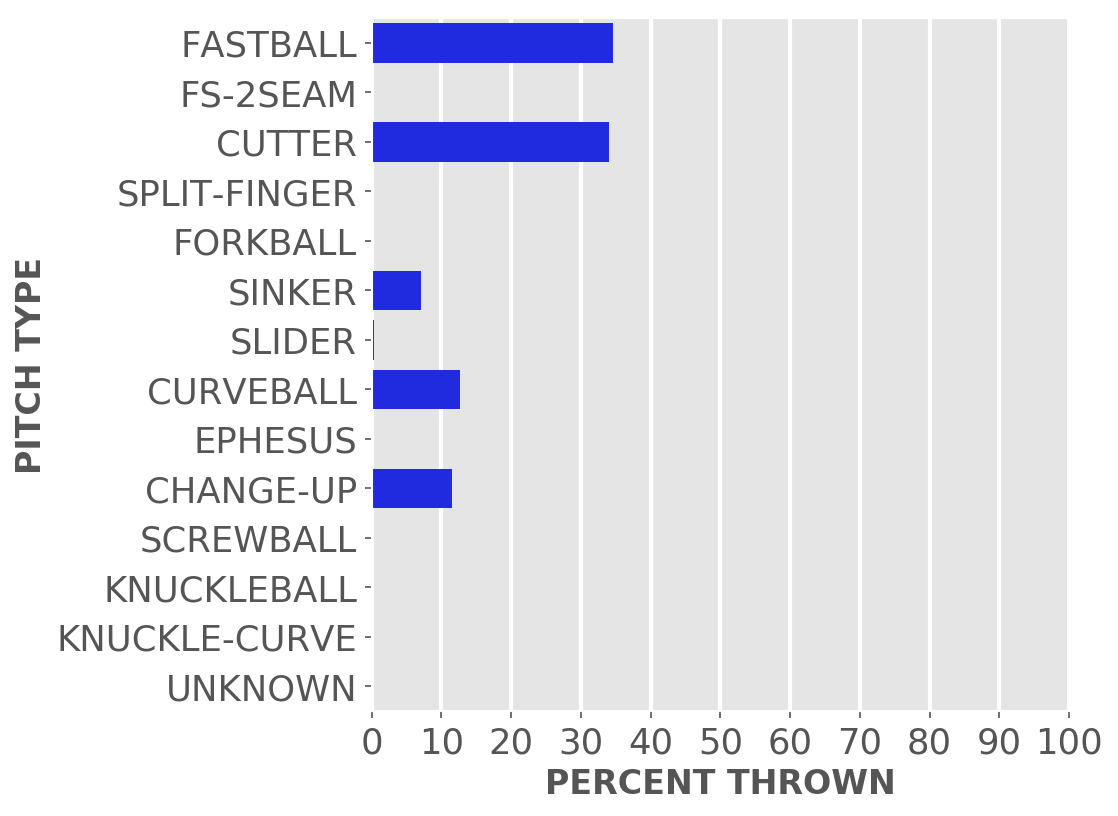 FASTBALL
FS-2SEAM
CUTTER
SPLIT-FINGER
FORKBALL
SINKER
SLIDER
CURVEBALL
EPHESUS
CHANGE-UP
SCREWBALL
KNUCKLEBALL
KNUCKLE-CURVE
UNKNOWN
PITCH TYPE
0 10 20 30 40 50 60 70 80 90 100
PERCENT THROWN